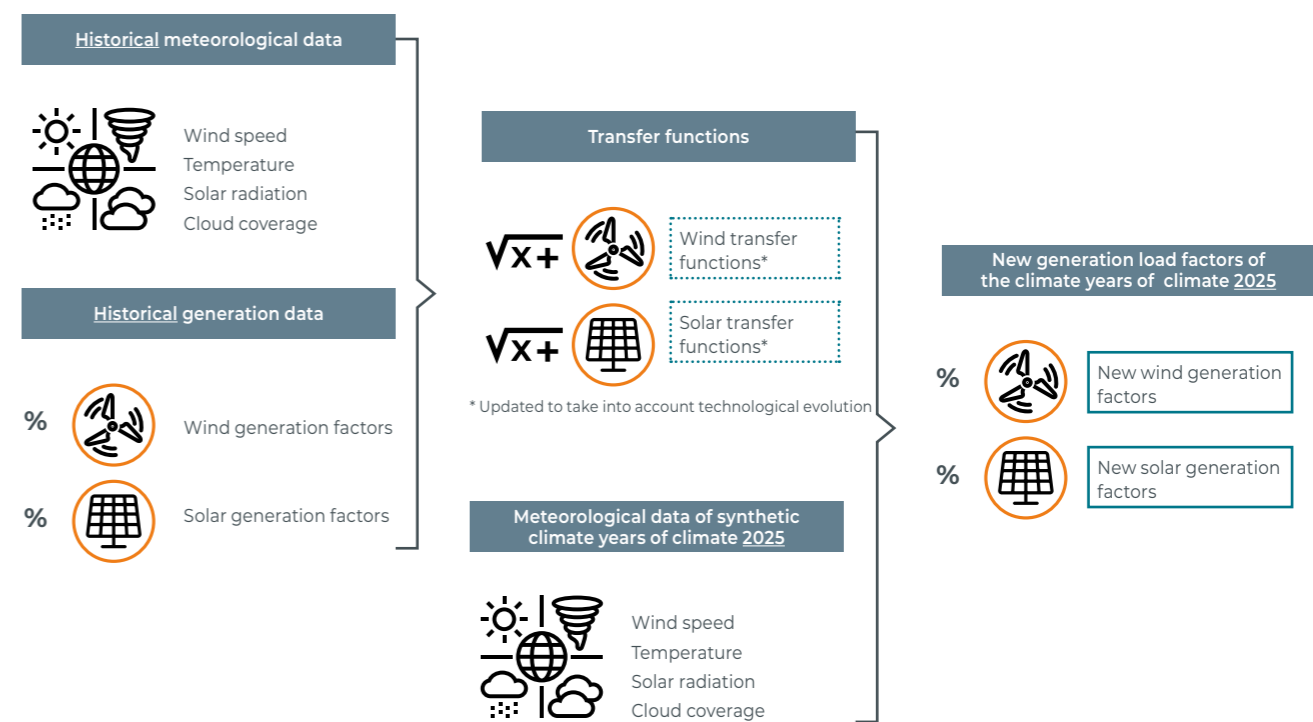 Historical meteorological data
Wind speed
Temperature
Solar radiation
Cloud coverage
Historical generation data
%
Wind generation factors
%
Solar generation factors
Transfer functions
√x+
Wind transfer
functions*
√x+
Solar transfer
functions*
* Updated to take into account technological evolution
Meteorological data of synthetic
climate years of climate 2025
Wind speed
Temperature
Solar radiation
Cloud coverage
New generation load factors of
the climate years of climate 2025
%
New wind generation
factors
%
New solar generation
factors